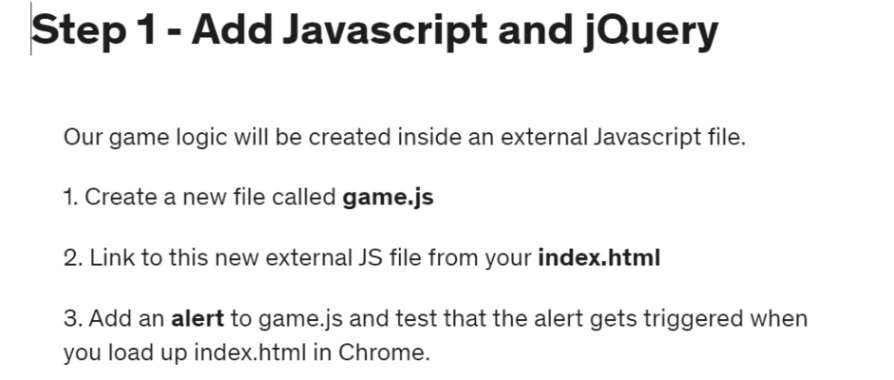 Step 1 - Add Javascript and jQuery
Our game logic will be created inside an external Javascript file.
1. Create a new file called game.js
2. Link to this new external JS file from your index.html
3. Add an alert to game.js and test that the alert gets triggered when
you load up index.html in Chrome.